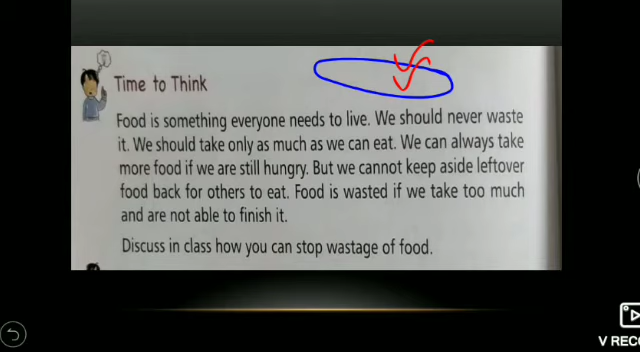 Time to Think
Food is something everyone needs to live. We should never waste
it. We should take only as much as we can eat. We can always take
more food if we are still hungry. But we cannot keep aside leftover
food back for others to eat. Food is wasted if we take too much
and are not able to finish it.
Discuss in class how you can stop wastage of food.
V RECO